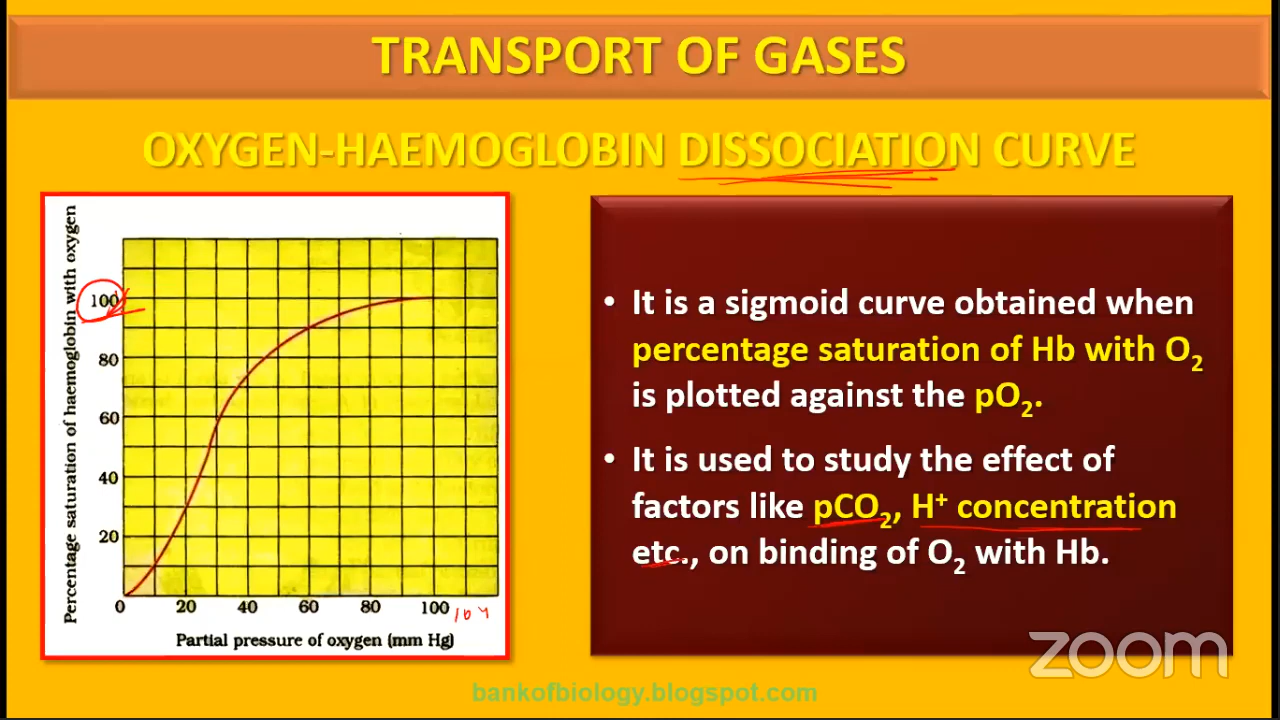 TRANSPORT OF GASES
OXYGEN-HAEMOGLOBIN DISSOCIATION CURVE
Percentage saturation of haemoglobin with oxygen
100
80
60
40
20
0 20 40 60 80 100 104
Partial pressure of oxygen (mm Hg)
• It is a sigmoid curve obtained when
percentage saturation of Hb with O₂
is plotted against the pO₂.
• It is used to study the effect of
factors like pCO₂, H⁺ concentration
etc., on binding of O₂ with Hb.
zoom
bankofbiology.blogspot.com